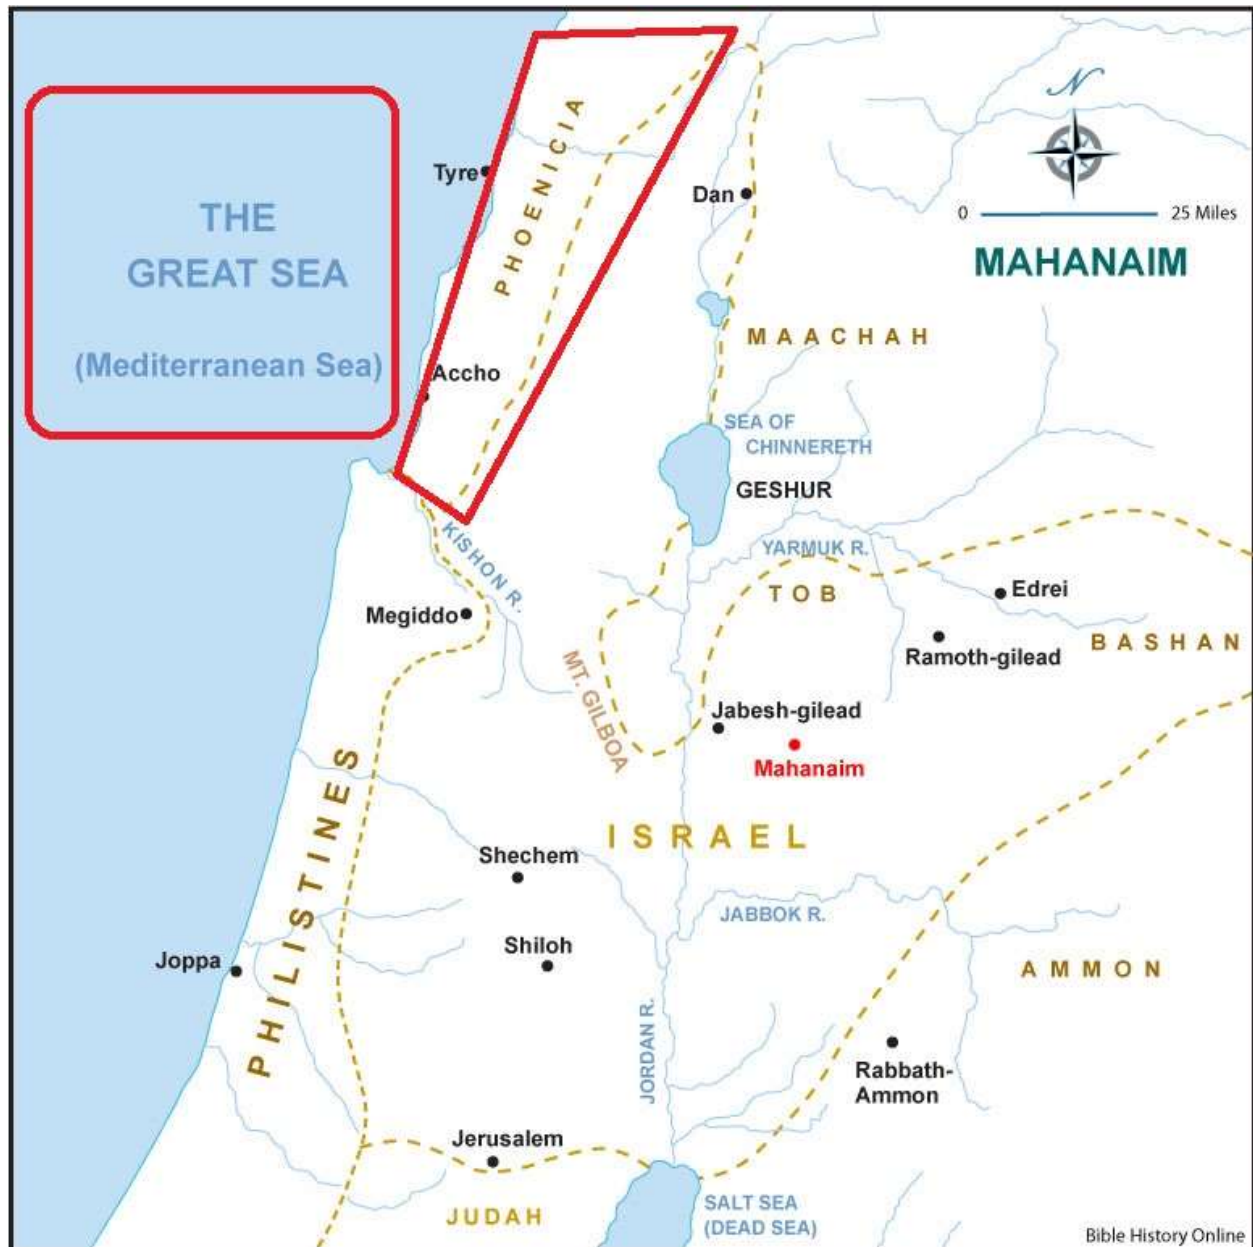 N
0 25 Miles
MAHANAIM
THE
GREAT SEA
(Mediterranean Sea)
PHOENICIA
Tyre
Dan
Accho
MAACHAH
SEA OF
CHINNERETH
GESHUR
KISHON R.
YARMUK R.
TOB
Edrei
Megiddo
Ramoth-gilead
BASHAN
MT. GILBOA
Jabesh-gilead
Mahanaim
PHILISTINES
ISRAEL
Shechem
JABBOK R.
Shiloh
Joppa
AMMON
JORDAN R.
Rabbath-
Ammon
Jerusalem
JUDAH
SALT SEA
(DEAD SEA)
Bible History Online